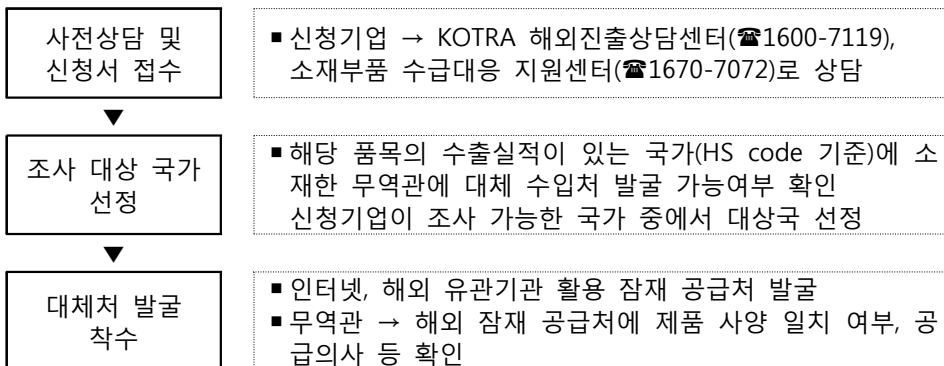 사전상담 및
신청서 접수
■ 신청기업 → KOTRA 해외진출상담센터(☎1600-7119),
소재부품 수급대응 지원센터(☎1670-7072)로 상담
▼
조사 대상 국가
선정
■ 해당 품목의 수출실적이 있는 국가(HS code 기준)에 소
재한 무역관에 대체 수입처 발굴 가능여부 확인
신청기업이 조사 가능한 국가 중에서 대상국 선정
▼
대체처 발굴
착수
■ 인터넷, 해외 유관기관 활용 잠재 공급처 발굴
■ 무역관 → 해외 잠재 공급처에 제품 사양 일치 여부, 공
급의사 등 확인